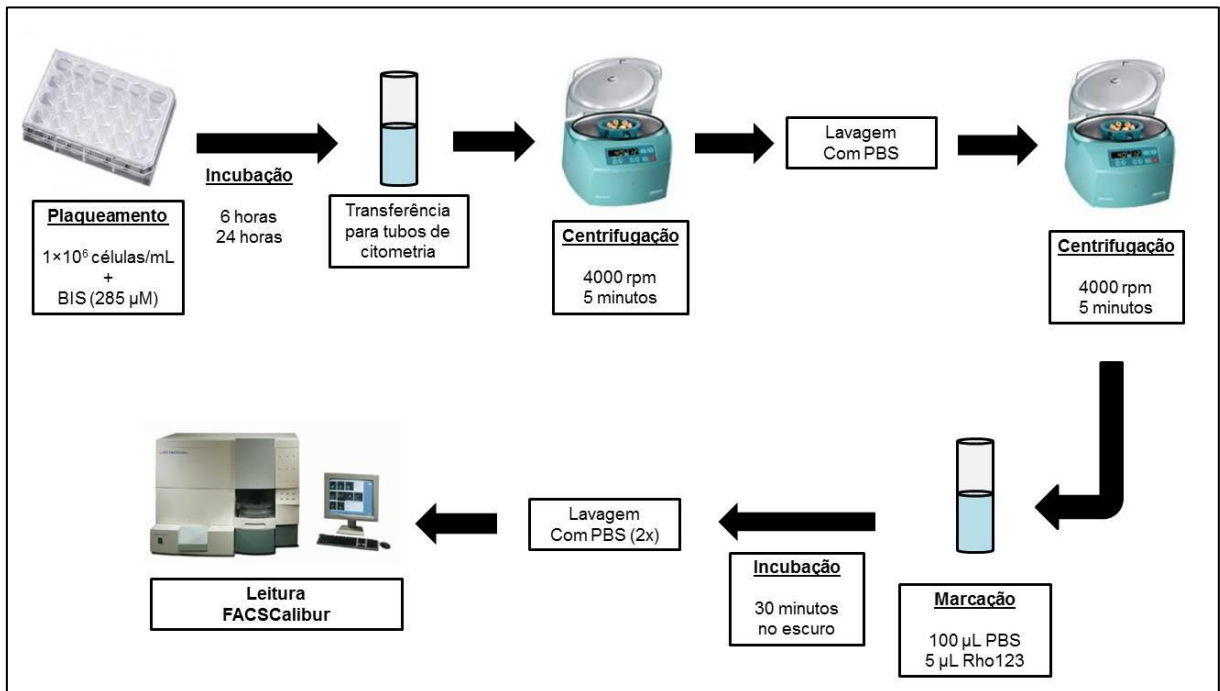 Plaqueamento
1×10⁶ células/mL
+
BIS (285 µM)
Incubação
6 horas
24 horas
Transferência
para tubos de
citometria
Centrifugação
4000 rpm
5 minutos
Lavagem
Com PBS
Centrifugação
4000 rpm
5 minutos
Marcação
100 µL PBS
5 µL Rho123
Incubação
30 minutos
no escuro
Lavagem
Com PBS (2x)
Leitura
FACSCalibur